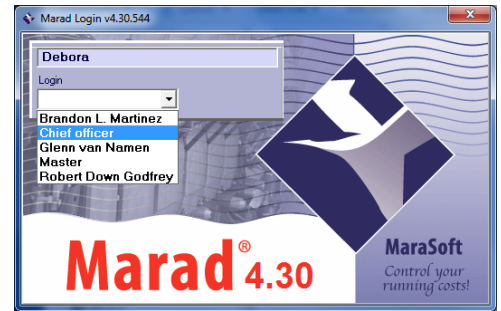 Marad Login v4.30.544
Debora
Login
Brandon L. Martinez
Chief officer
Glenn van Namen
Master
Robert Down Godfrey
Marad® 4.30
MaraSoft
Control your
running costs!